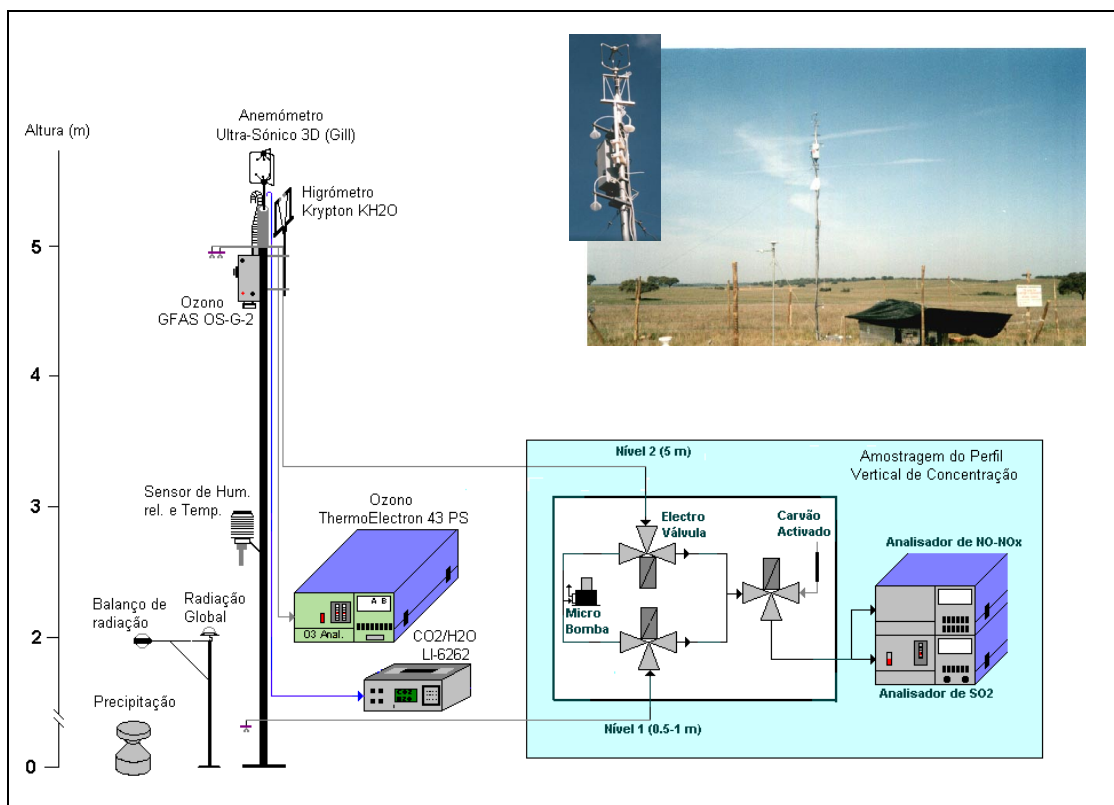 Altura (m)
5
4
3
2
0
Anemómetro
Ultra-Sónico 3D (Gill)
Higrómetro
Krypton KH2O
Ozono
GFAS OS-G-2
Sensor de Hum.
rel. e Temp.
Ozono
ThermoElectron 43 PS
A B
03 Anal.
Balanço de
radiação
Radiação
Global
CO2/H2O
LI-6262
Precipitação
Nível 2 (5 m)
Amostragem do Perfil
Vertical de Concentração
Electro
Válvula
Carvão
Activado
Micro
Bomba
Analisador de NO-NOx
Analisador de SO2
Nível 1 (0.5-1 m)